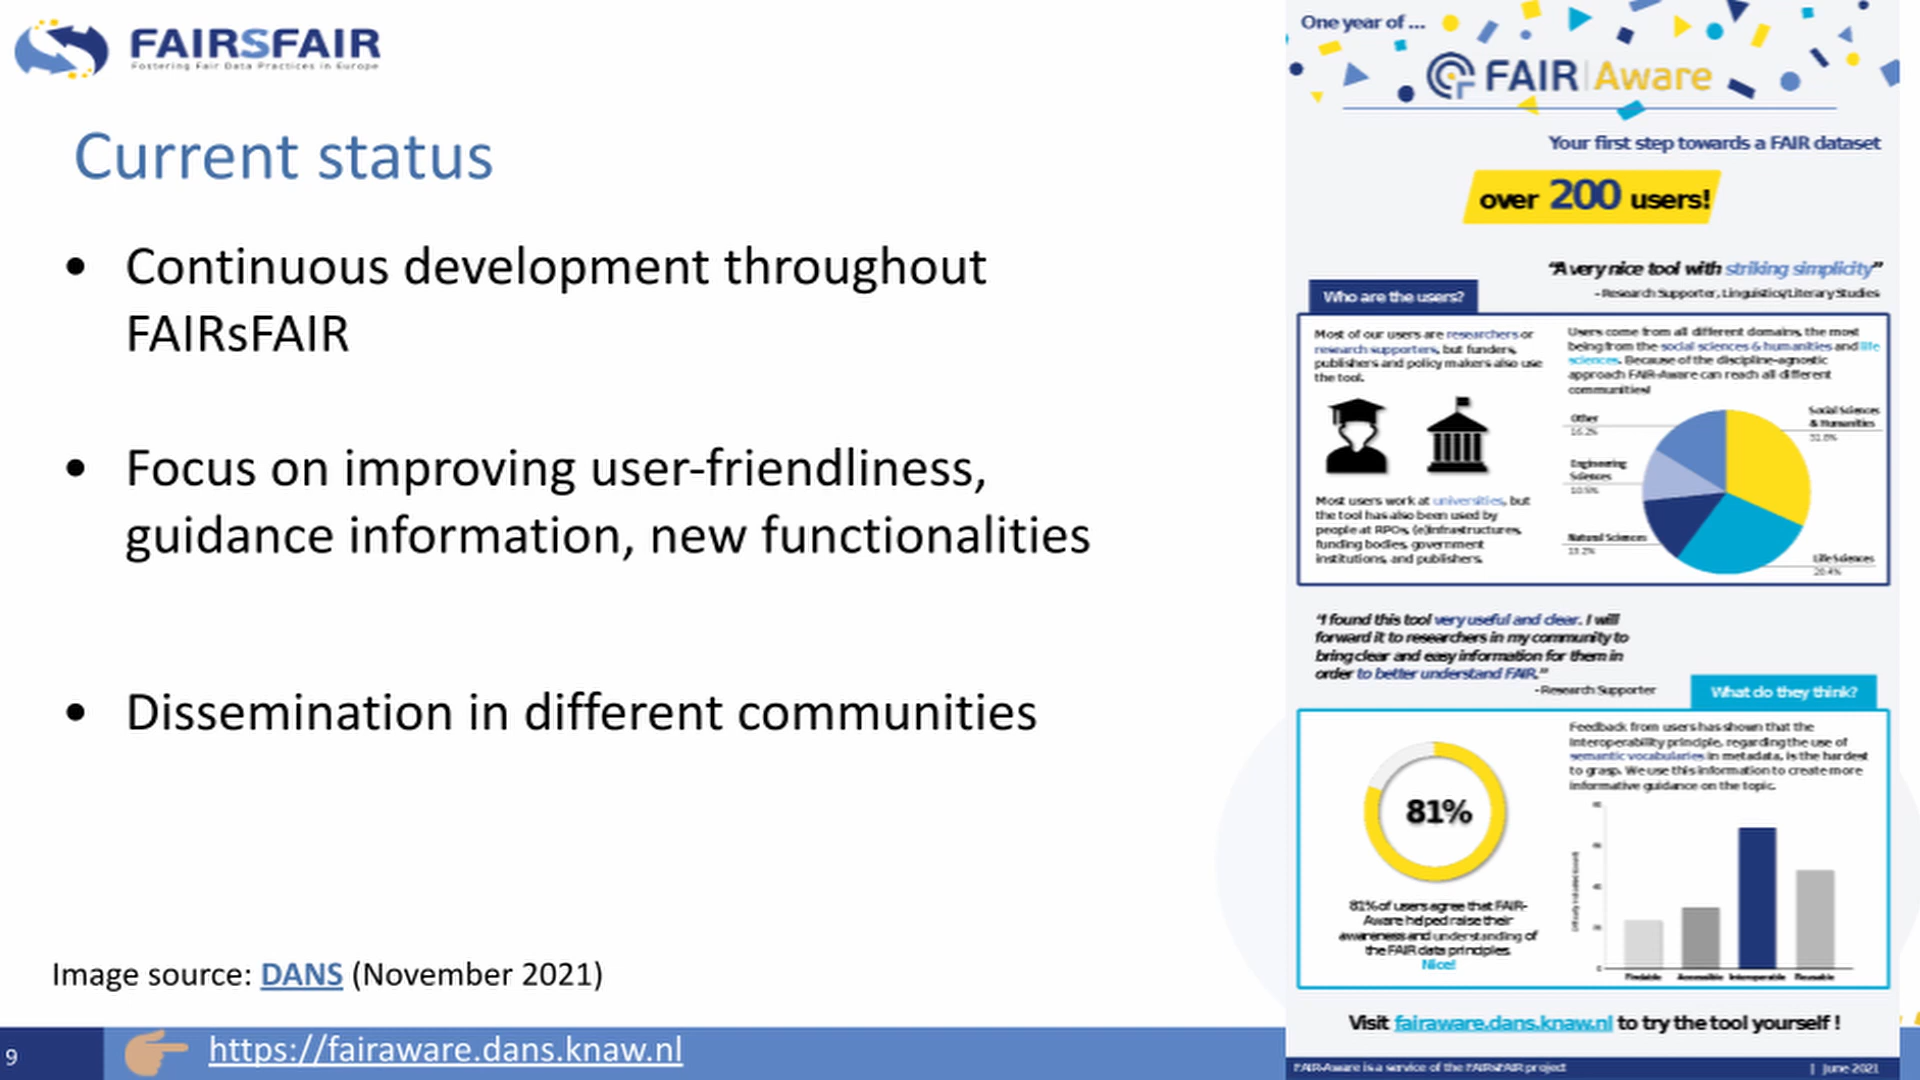 FAIRSFAIR
Fostering Fair Data Practices in Europe
Current status
• Continuous development throughout
FAIRsFAIR
• Focus on improving user-friendliness,
guidance information, new functionalities
• Dissemination in different communities
Image source: DANS (November 2021)
9
https://fairaware.dans.knaw.nl
One year of ...
FAIR Aware
Your first step towards a FAIR dataset
over 200 users!
“A very nice tool with striking simplicity”
- Research Supporter, Linguistics/Literary Studies
Who are the users?
Most of our users are researchers or
research supporters, but funders,
publishers and policy makers also use
the tool.
Users come from all different domains, the most
being from the social sciences & humanities and life
sciences. Because of the discipline-agnostic
approach FAIR-Aware can reach all different
communities!
Most users work at universities, but
the tool has also been used by
people at RPOs, (e)infrastructures,
funding bodies, government
institutions, and publishers.
Other
16.2%
Engineering
Sciences
10.5%
Natural Sciences
Social Sciences
& Humanities
Life Sciences
“I found this tool very useful and clear. I will
forward it to researchers in my community to
bring clear and easy information for them in
order to better understand FAIR.”
- Research Supporter
What do they think?
81%
81% of users agree that FAIR-
Aware helped raise their
awareness and understanding of
the FAIR data principles.
Nice!
Feedback from users has shown that the
Interoperability principle, regarding the use of
semantic vocabularies in metadata, is the hardest
to grasp. We use this information to create more
informative guidance on the topic.
Findable Accessible Interoperable Reusable
Visit fairaware.dans.knaw.nl to try the tool yourself !
FAIR-Aware is a service of the FAIRsFAIR project | June 2021